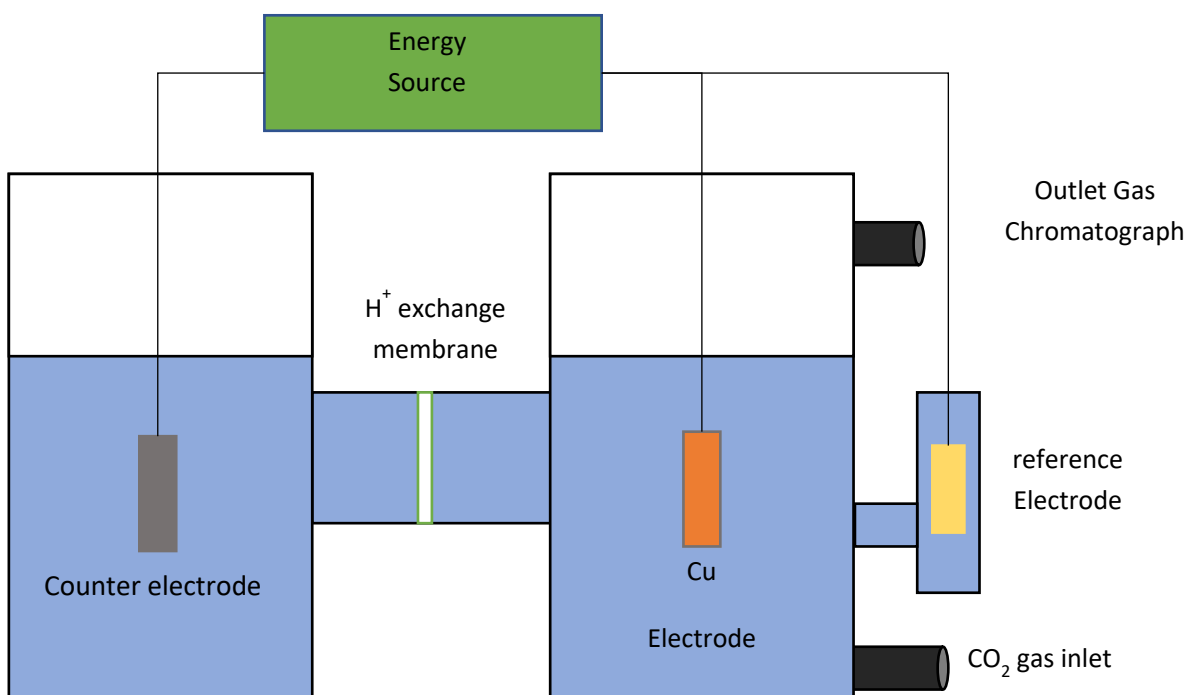 Energy
Source
Outlet Gas
Chromatograph
H⁺ exchange
membrane
reference
Electrode
Counter electrode
Cu
Electrode
CO₂ gas inlet